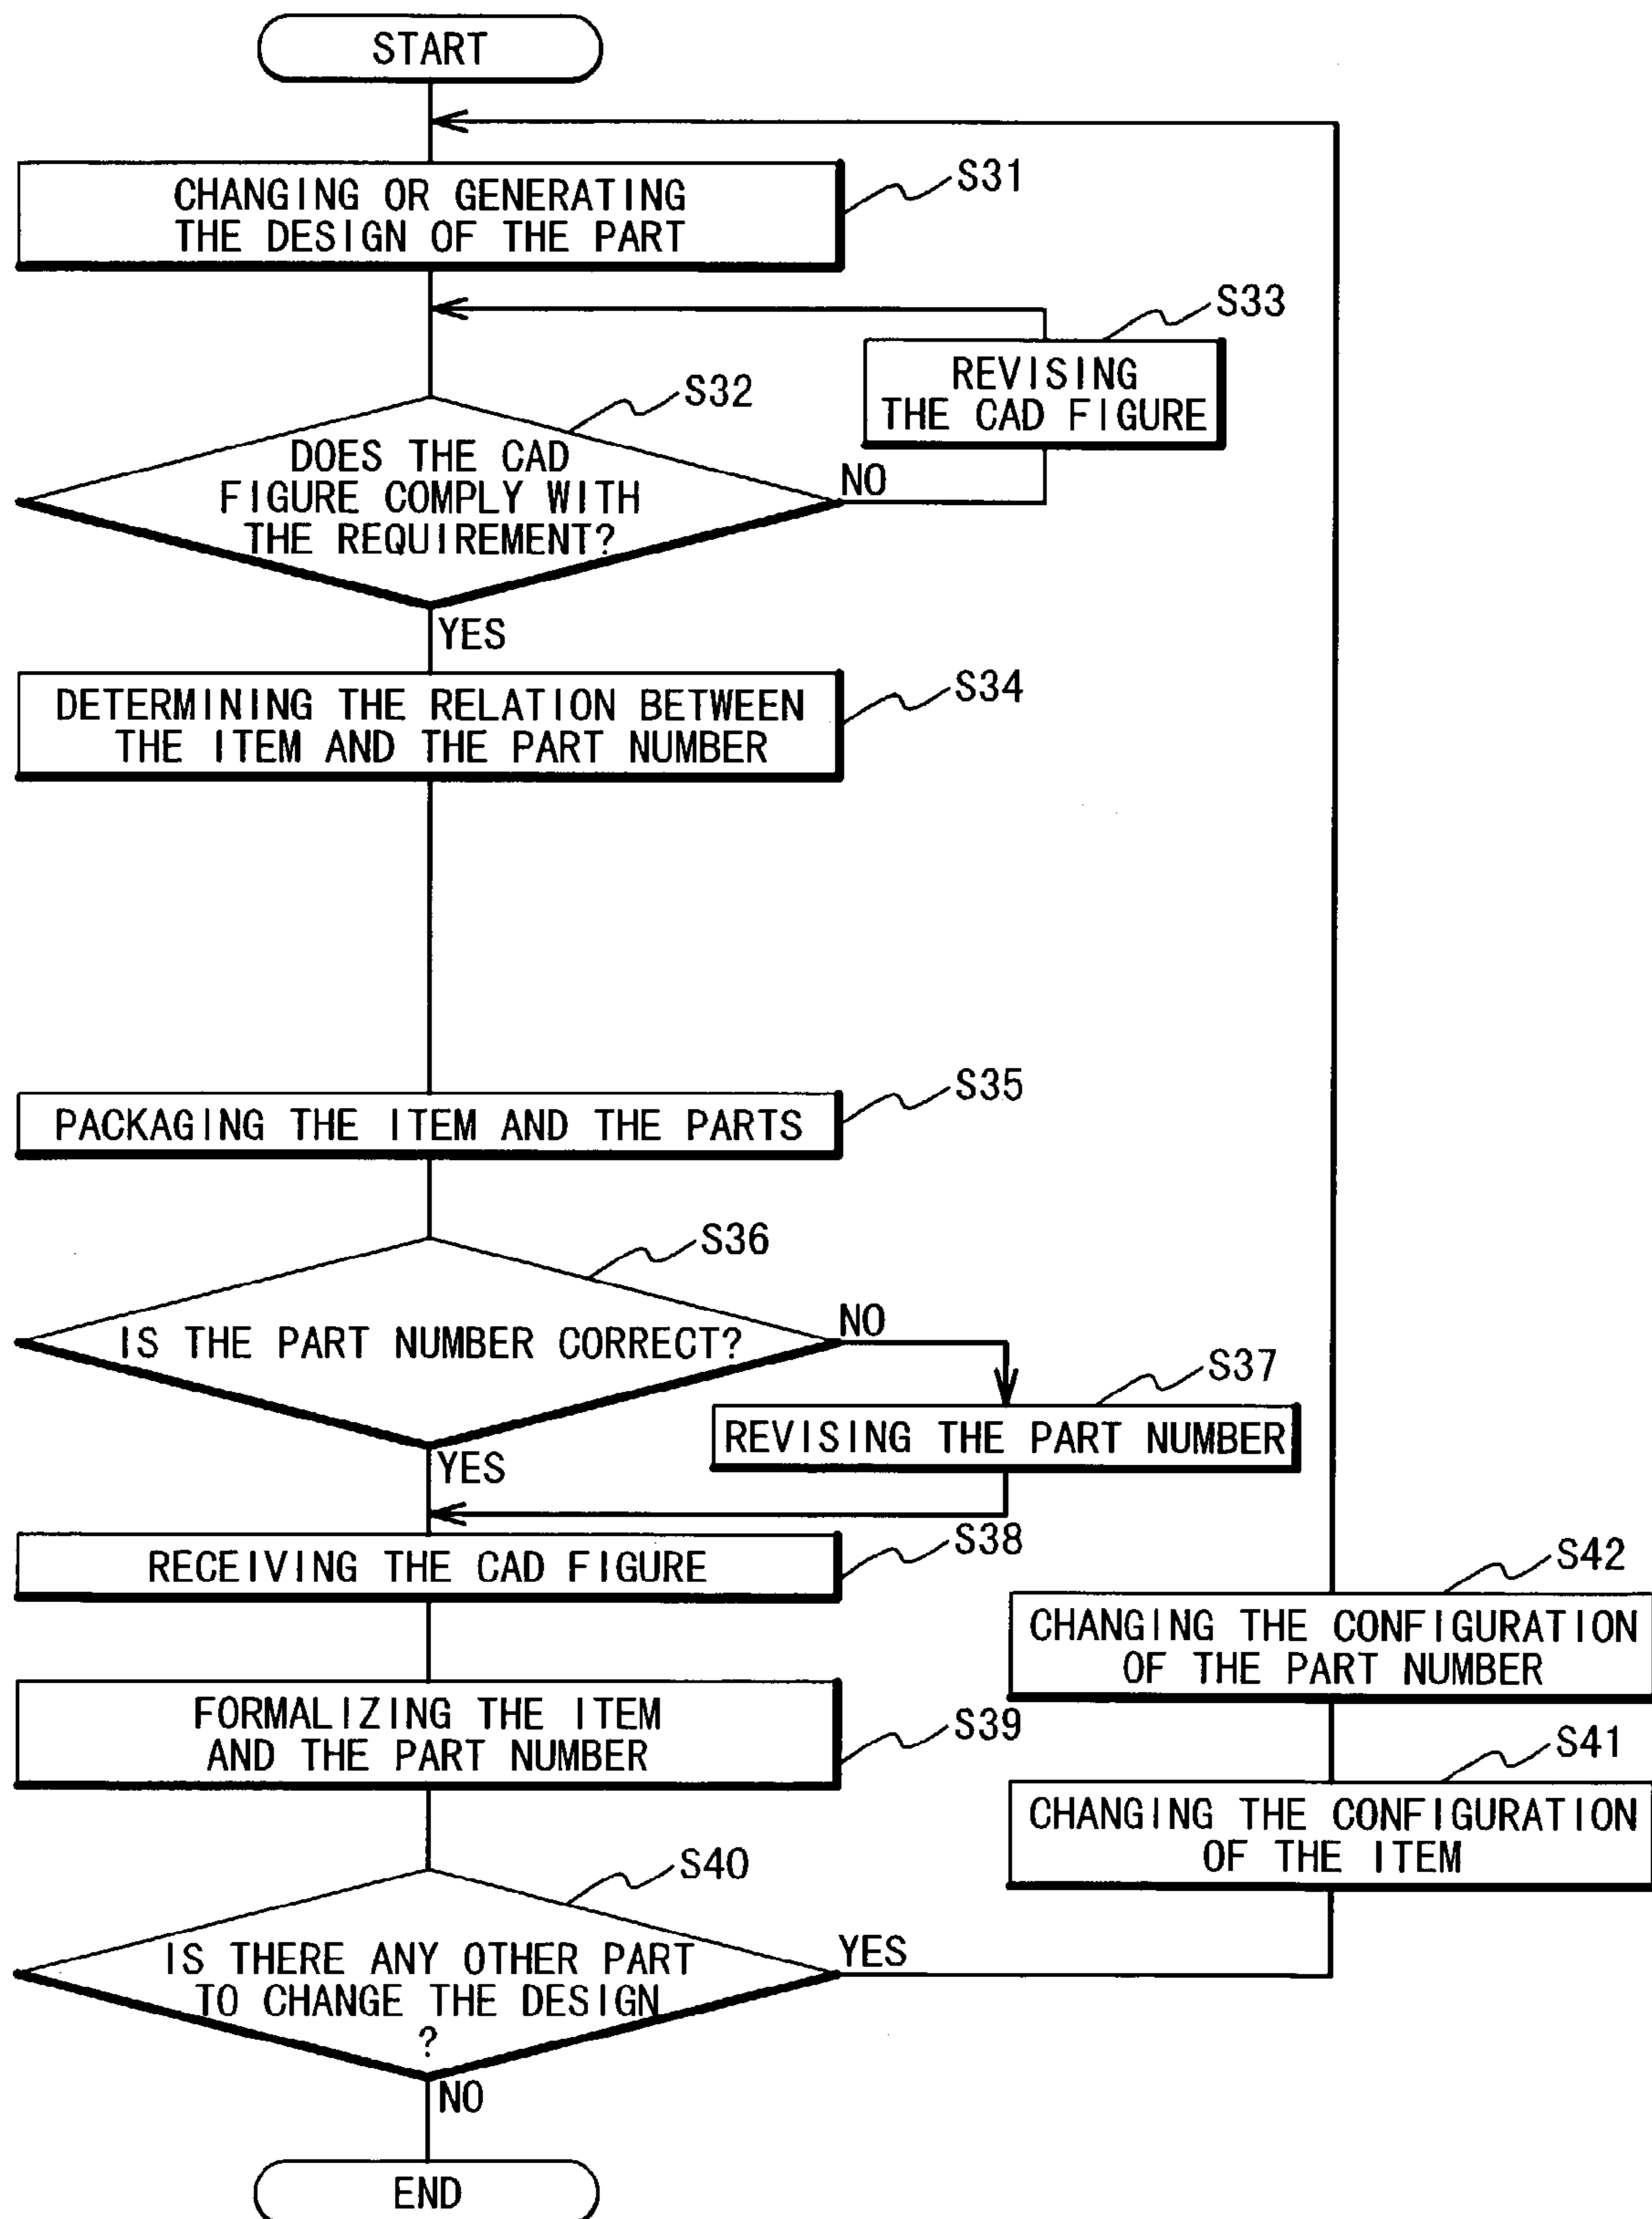 START
S31
CHANGING OR GENERATING
THE DESIGN OF THE PART
S33
REVISING
THE CAD FIGURE
S32
DOES THE CAD
FIGURE COMPLY WITH
THE REQUIREMENT?
NO
YES
S34
DETERMINING THE RELATION BETWEEN
THE ITEM AND THE PART NUMBER
S35
PACKAGING THE ITEM AND THE PARTS
S36
IS THE PART NUMBER CORRECT?
NO
S37
REVISING THE PART NUMBER
YES
S38
RECEIVING THE CAD FIGURE
S42
CHANGING THE CONFIGURATION
OF THE PART NUMBER
S39
FORMALIZING THE ITEM
AND THE PART NUMBER
S41
CHANGING THE CONFIGURATION
OF THE ITEM
S40
IS THERE ANY OTHER PART
TO CHANGE THE DESIGN
?
YES
NO
END